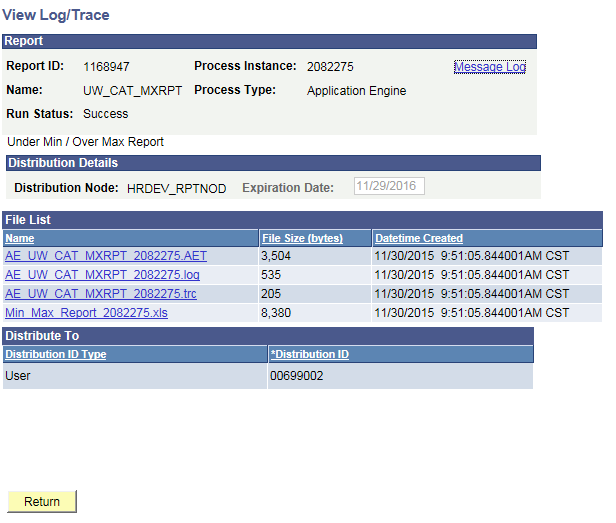 View Log/Trace
Report
Report ID: 1168947 Process Instance: 2082275 Message Log
Name: UW_CAT_MXRPT Process Type: Application Engine
Run Status: Success
Under Min / Over Max Report
Distribution Details
Distribution Node: HRDEV_RPTNOD Expiration Date: 11/29/2016
File List
Name File Size (bytes) Datetime Created
AE_UW_CAT_MXRPT_2082275.AET 3,504 11/30/2015 9:51:05.844001AM CST
AE_UW_CAT_MXRPT_2082275.log 535 11/30/2015 9:51:05.844001AM CST
AE_UW_CAT_MXRPT_2082275.trc 205 11/30/2015 9:51:05.844001AM CST
Min_Max_Report_2082275.xls 8,380 11/30/2015 9:51:05.844001AM CST
Distribute To
Distribution ID Type *Distribution ID
User 00699002
Return